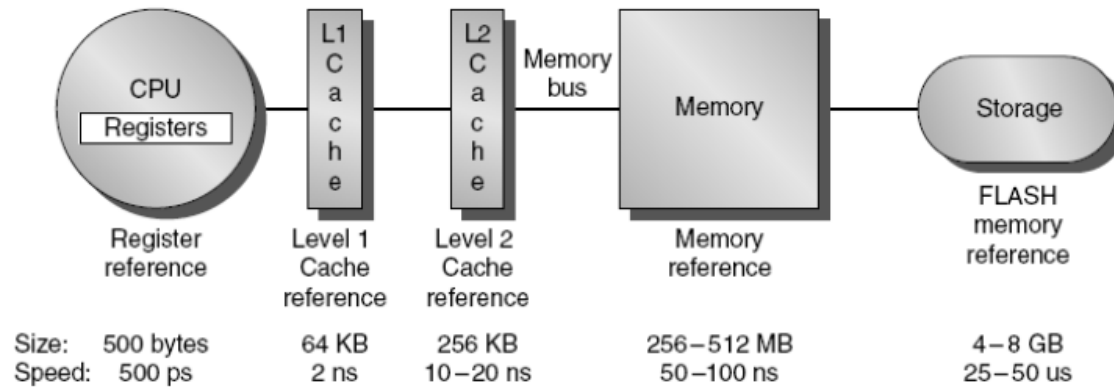 CPU
Registers
L1
C
a
c
h
e
L2
C
a
c
h
e
Memory
bus
Memory
Storage
Register
reference
Level 1
Cache
reference
Level 2
Cache
reference
Memory
reference
FLASH
memory
reference
Size: 500 bytes 64 KB 256 KB 256–512 MB 4–8 GB
Speed: 500 ps 2 ns 10–20 ns 50–100 ns 25–50 us